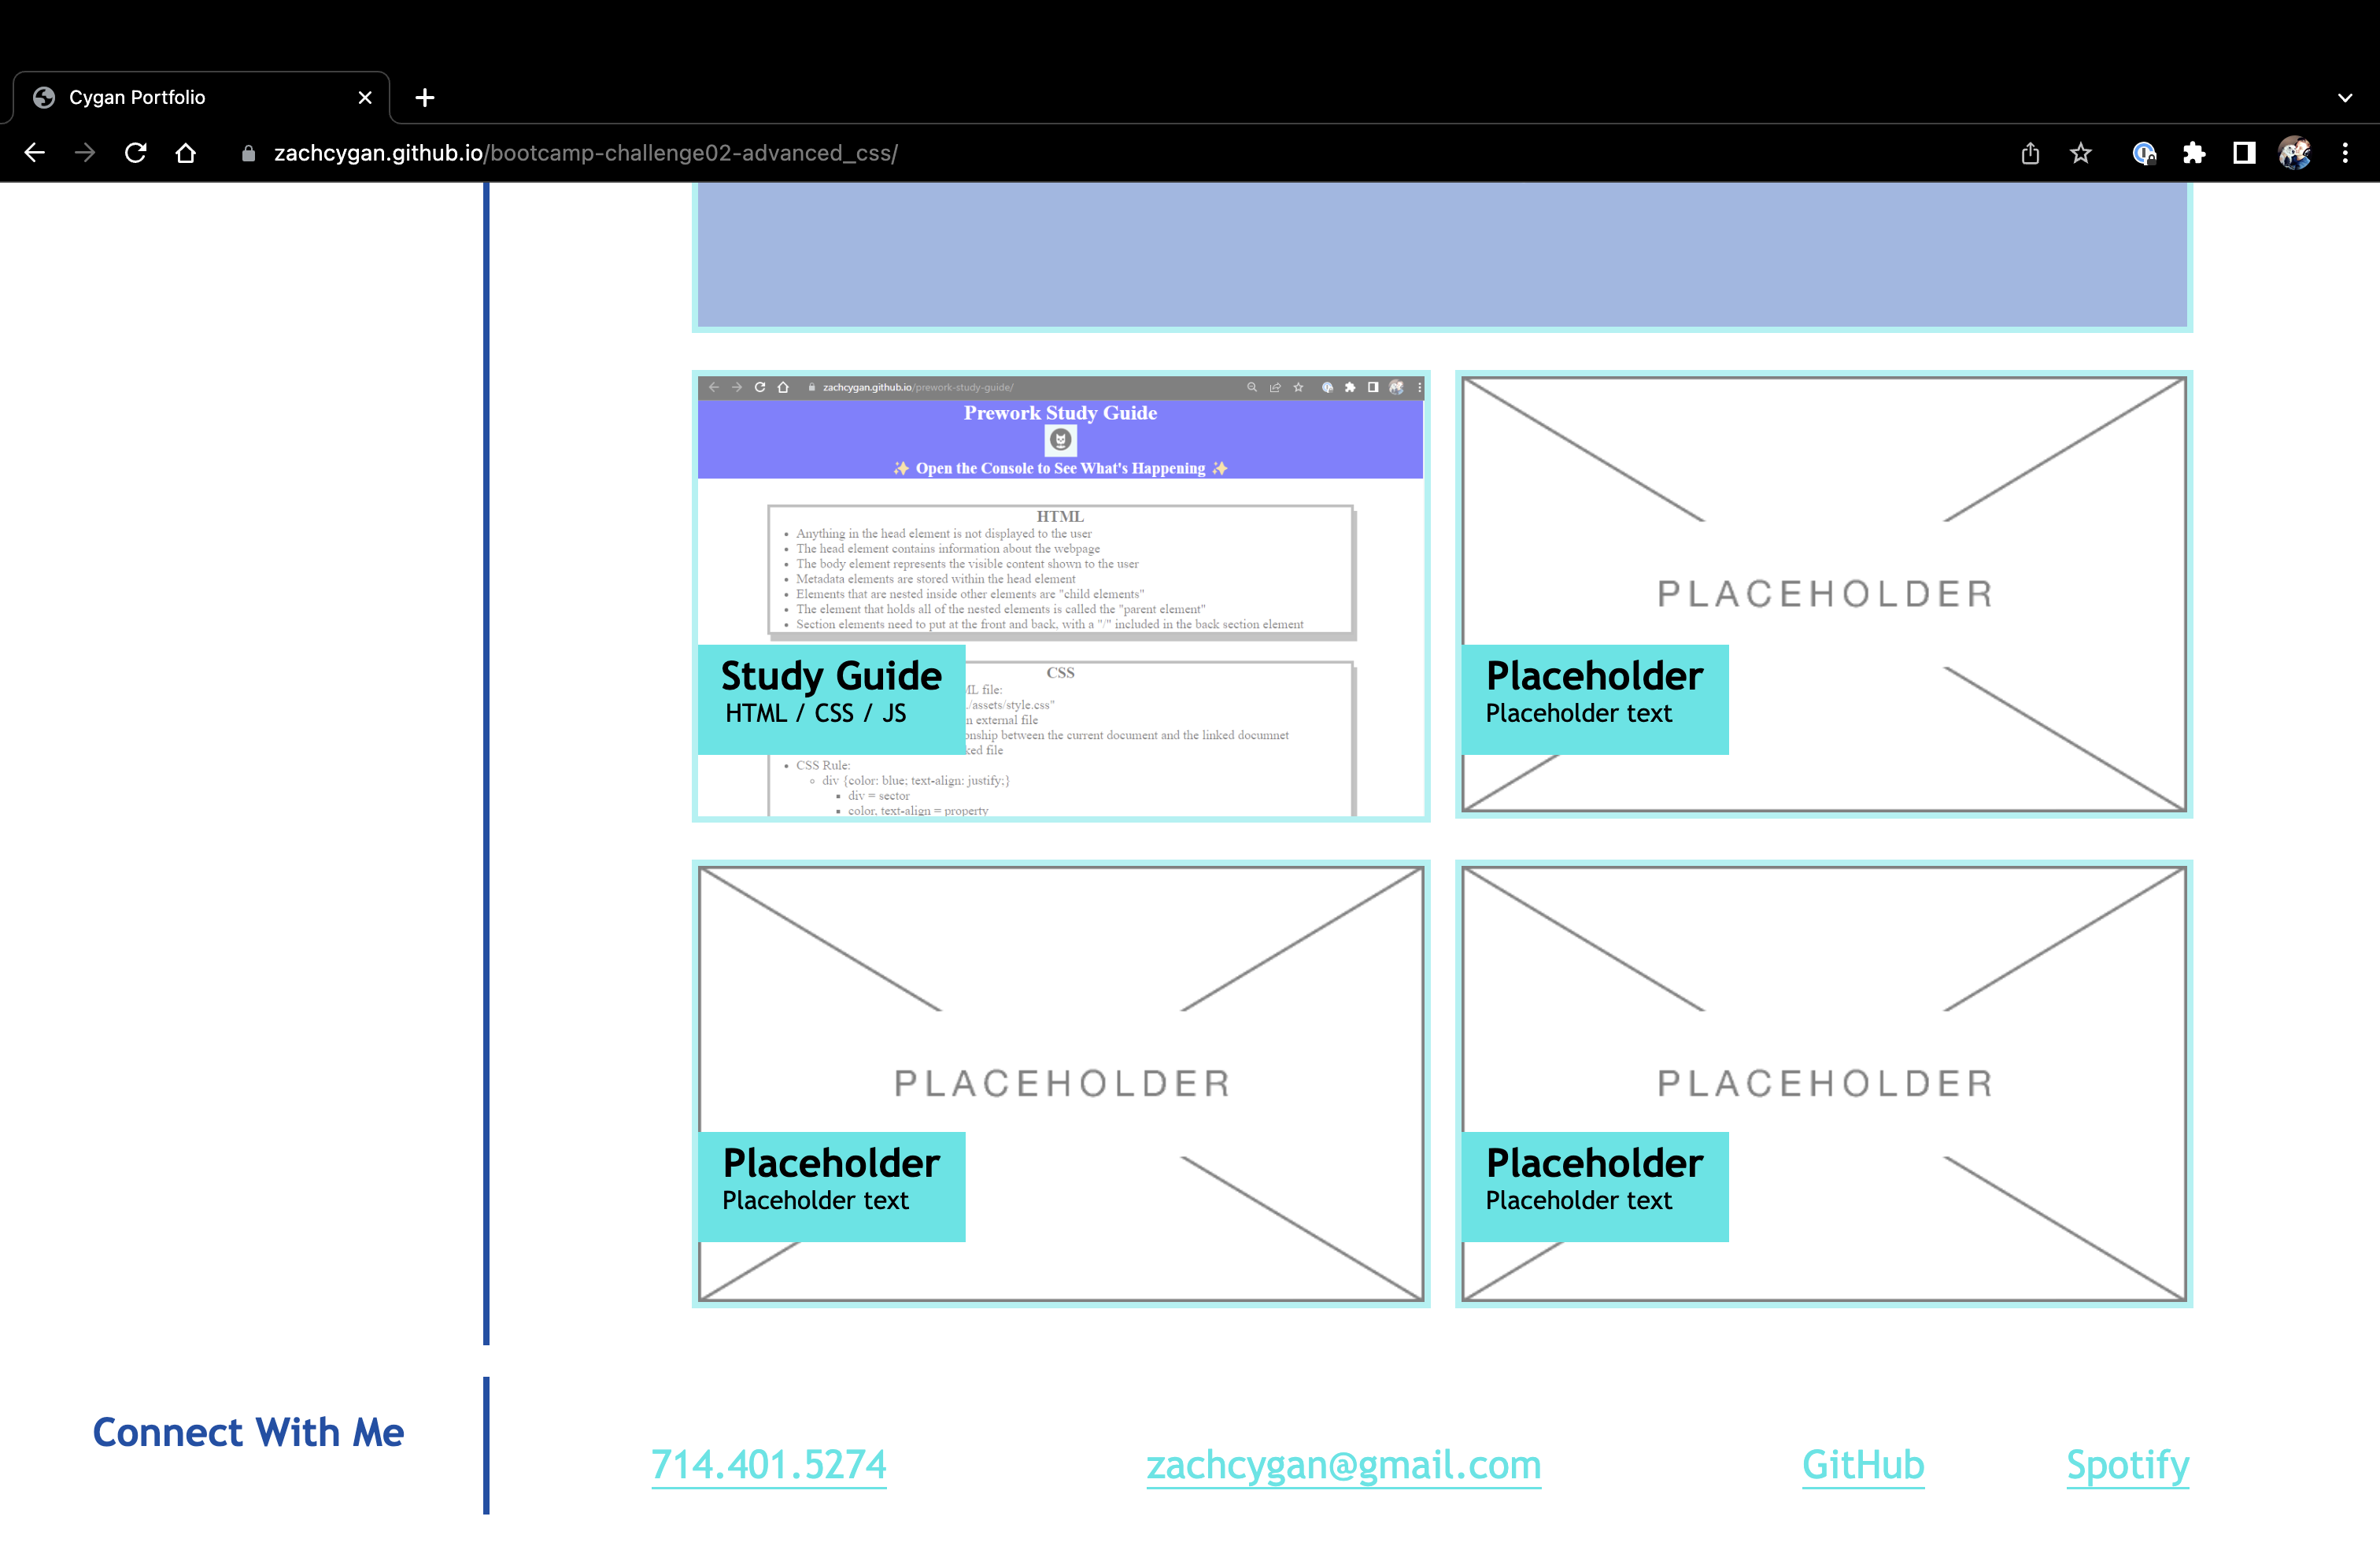 Cygan Portfolio
zachcygan.github.io/bootcamp-challenge02-advanced_css/
zachcygan.github.io/prework-study-guide/
Prework Study Guide
✨ Open the Console to See What's Happening ✨
HTML
• Anything in the head element is not displayed to the user
• The head element contains information about the webpage
• The body element represents the visible content shown to the user
• Metadata elements are stored within the head element
• Elements that are nested inside other elements are "child elements"
• The element that holds all of the nested elements is called the "parent element"
• Section elements need to put at the front and back, with a "/" included in the back section element
CSS
ML file:
/assets/style.css"
n external file
onship between the current document and the linked documnet
ked file
• CSS Rule:
◦ div {color: blue; text-align: justify;}
▪ div = sector
▪ color, text-align = property
Study Guide
HTML / CSS / JS
PLACEHOLDER
Placeholder
Placeholder text
PLACEHOLDER
Placeholder
Placeholder text
PLACEHOLDER
Placeholder
Placeholder text
Connect With Me
714.401.5274
zachcygan@gmail.com
GitHub
Spotify